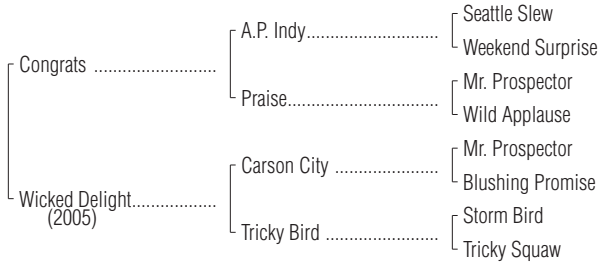 Seattle Slew
A.P. Indy
Weekend Surprise
Congrats
Mr. Prospector
Praise
Wild Applause
Mr. Prospector
Carson City
Blushing Promise
Wicked Delight
(2005)
Storm Bird
Tricky Bird
Tricky Squaw